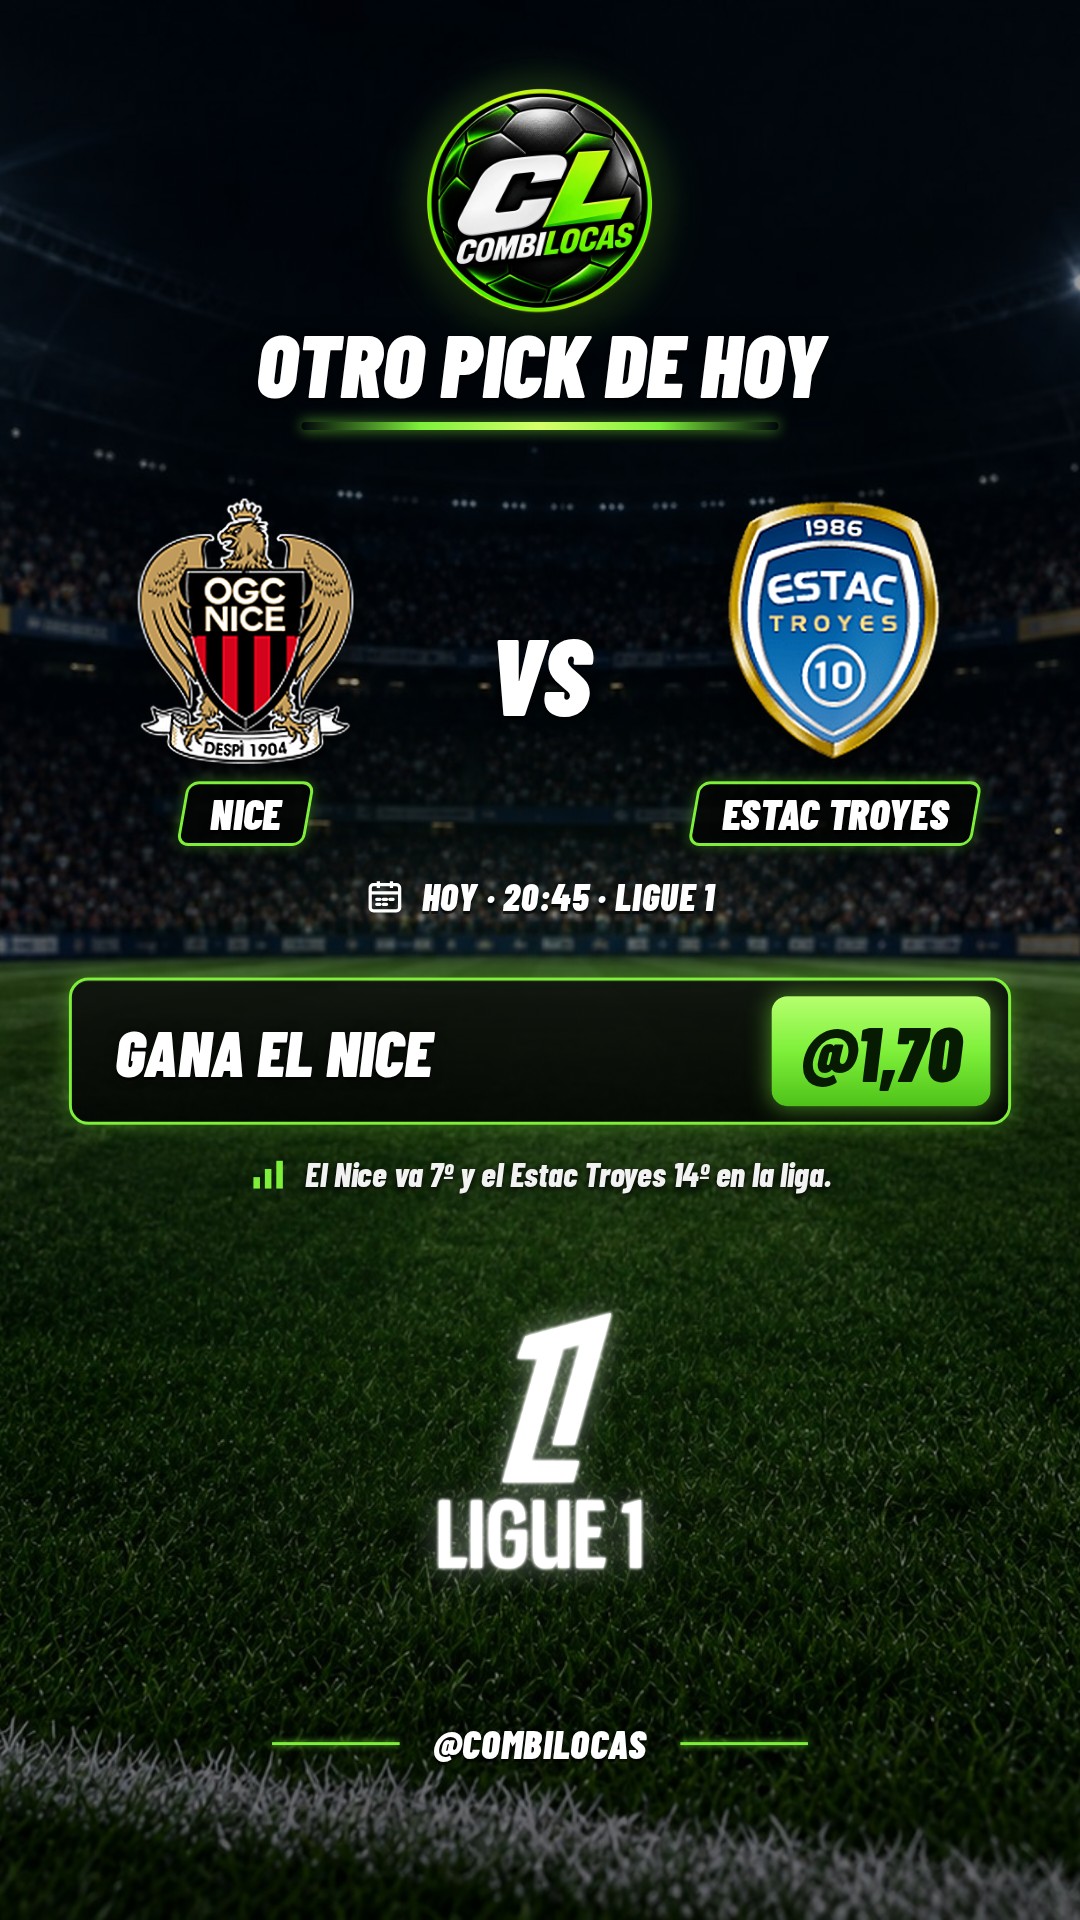 CL
COMBILOCAS
OTRO PICK DE HOY
OGC
NICE
DESPÌ 1904
VS
1986
ESTAC
TROYES
10
NICE
ESTAC TROYES
HOY · 20:45 · LIGUE 1
GANA EL NICE
@1,70
El Nice va 7º y el Estac Troyes 14º en la liga.
LIGUE 1
@COMBILOCAS